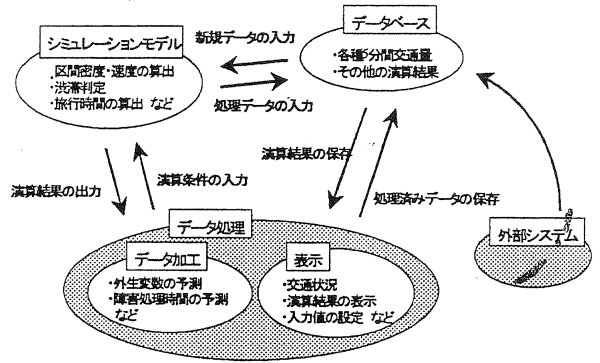 シミュレーションモデル
・区間密度・速度の算出
・渋滞判定
・旅行時間の算出 など
新規データの入力
処理データの入力
データベース
・各種5分間交通量
・その他の演算結果
演算結果の出力
演算条件の入力
演算結果の保存
処理済みデータの保存
データ処理
データ加工
・外生変数の予測
・障害処理時間の予測
など
表示
・交通状況
・演算結果の表示
・入力値の設定 など
外部システム